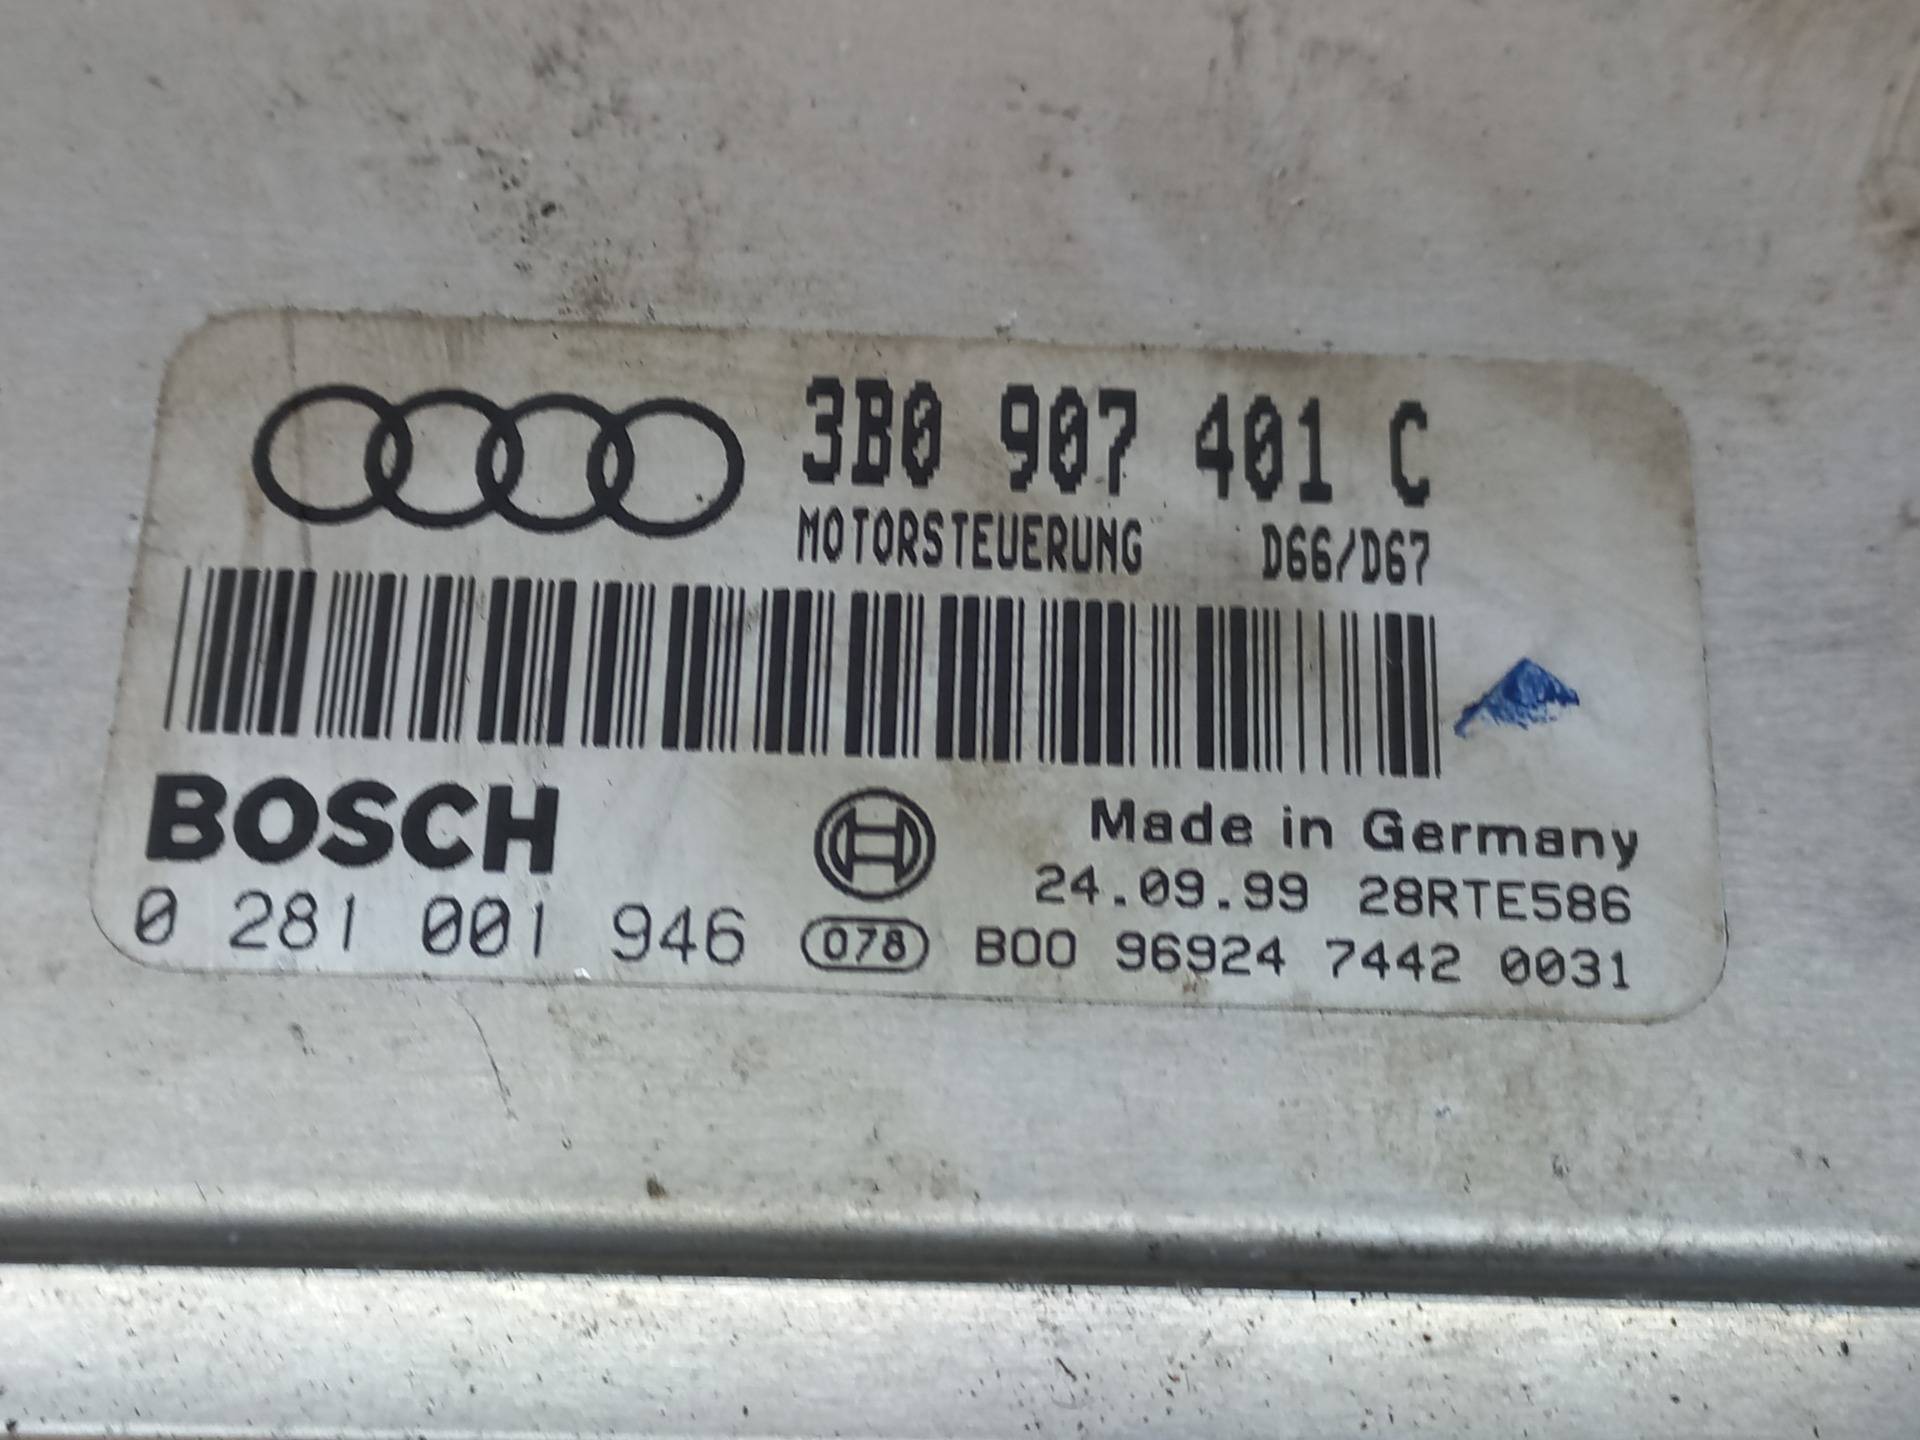 3B0 907 401 C
MOTORSTEUERUNG D66/D67
BOSCH
Made in Germany
24.09.99 28RTE586
0 281 001 946 078 B00 96924 7442 0031